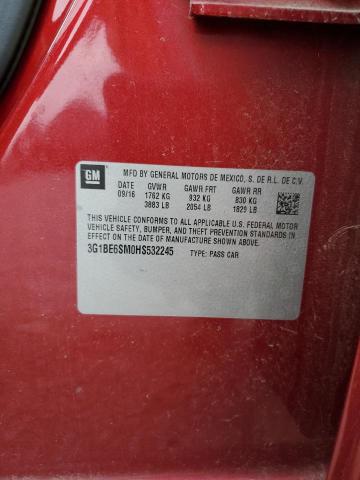 GM
MFD BY GENERAL MOTORS DE MEXICO, S. DE R.L. DE C.V.
DATE GVWR GAWR FRT GAWR RR
09/16 1762 KG 932 KG 830 KG
3883 LB 2054 LB 1829 LB
THIS VEHICLE CONFORMS TO ALL APPLICABLE U.S. FEDERAL MOTOR
VEHICLE SAFETY, BUMPER, AND THEFT PREVENTION STANDARDS IN
EFFECT ON THE DATE OF MANUFACTURE SHOWN ABOVE.
3G1BE6SM0HS532245 TYPE: PASS CAR